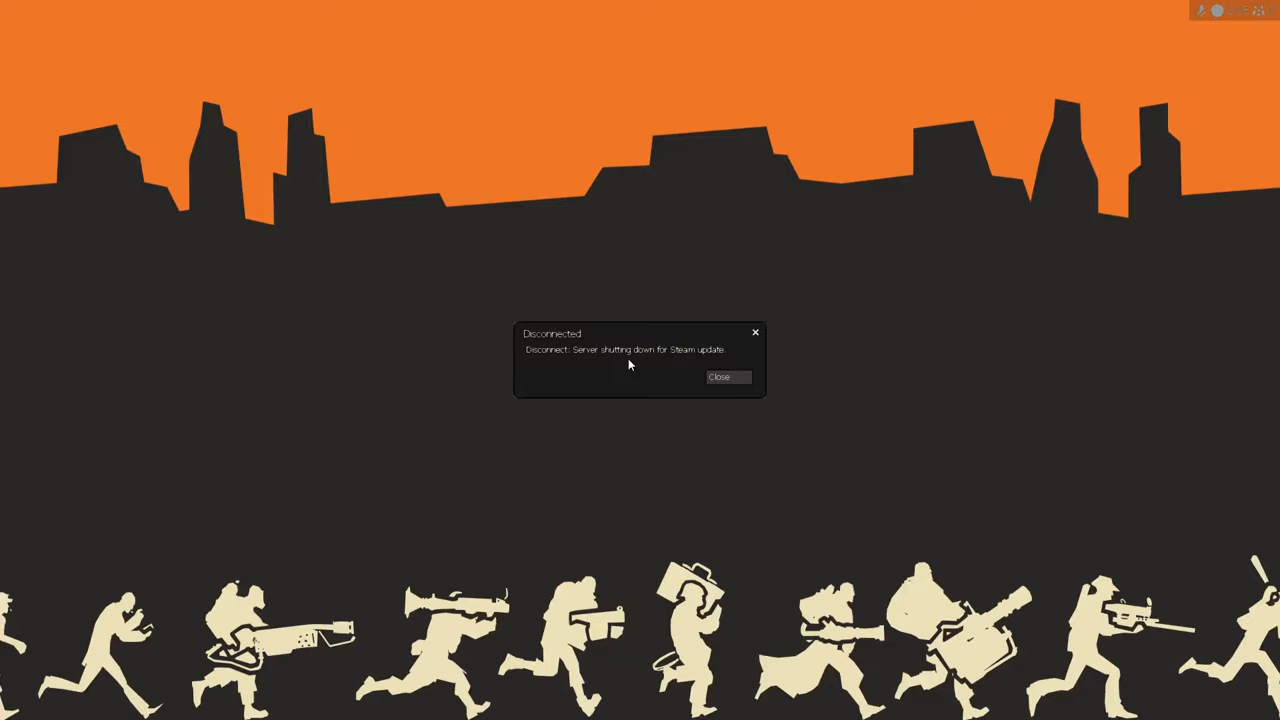 Disconnected
Disconnect: Server shutting down for Steam update.
Close